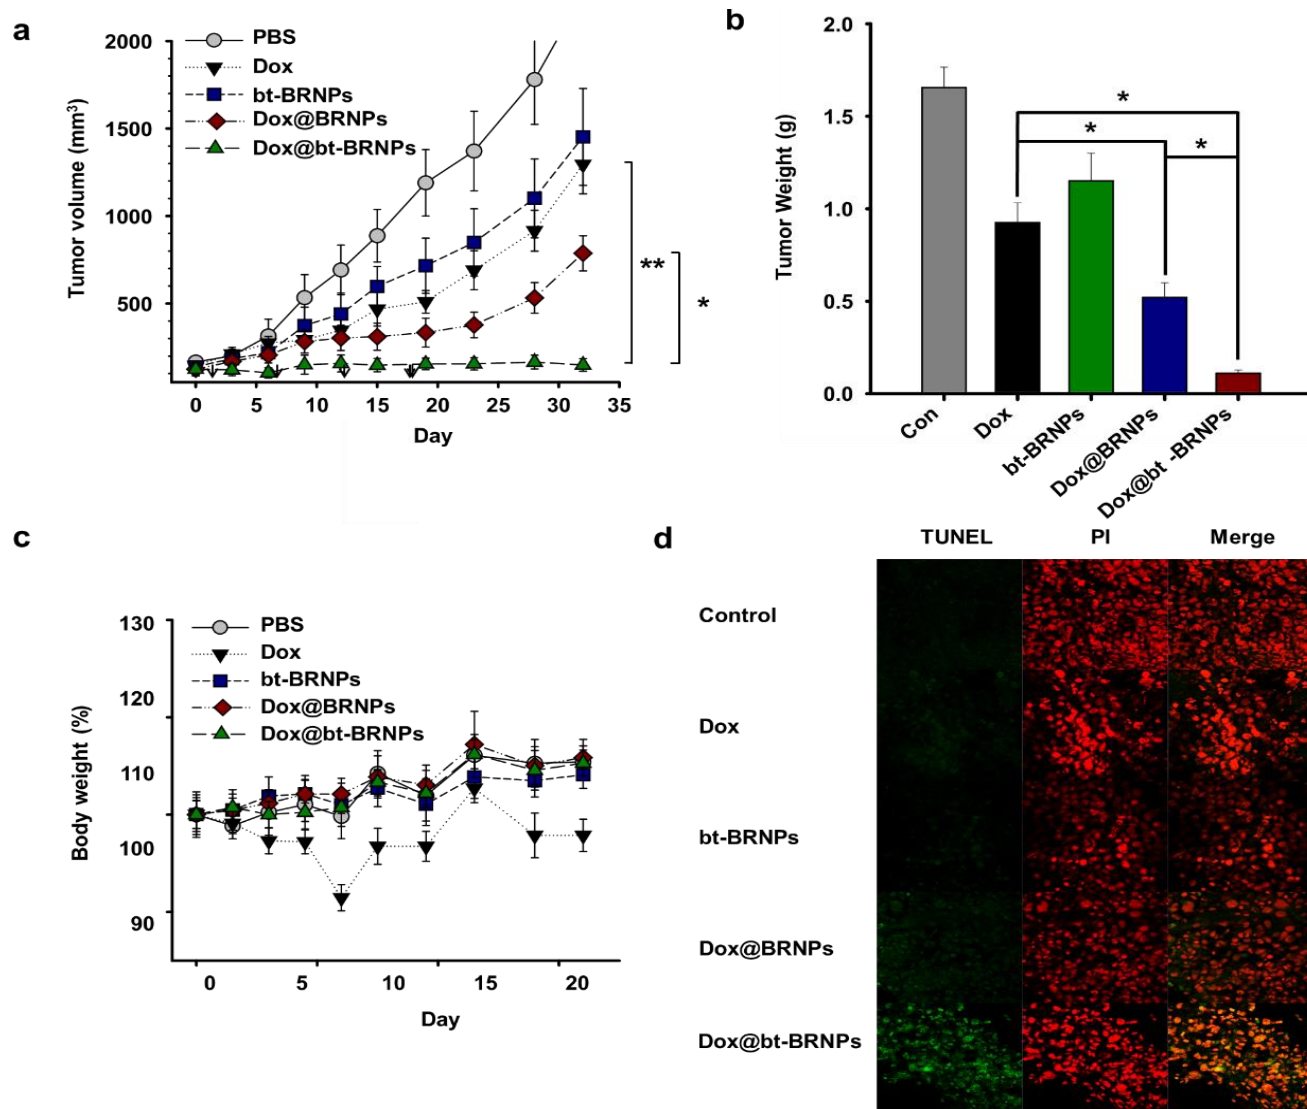 a
2000
1500
1000
500
Tumor volume (mm³)
PBS
Dox
bt-BRNPs
Dox@BRNPs
Dox@bt-BRNPs
**
*
0 5 10 15 20 25 30 35
Day
b
2.0
1.5
1.0
0.5
0.0
Tumor Weight (g)
*
*
*
Con
Dox
bt-BRNPs
Dox@BRNPs
Dox@bt -BRNPs
c
130
120
110
100
90
Body weight (%)
PBS
Dox
bt-BRNPs
Dox@BRNPs
Dox@bt-BRNPs
0 5 10 15 20
Day
d
TUNEL PI Merge
Control
Dox
bt-BRNPs
Dox@BRNPs
Dox@bt-BRNPs